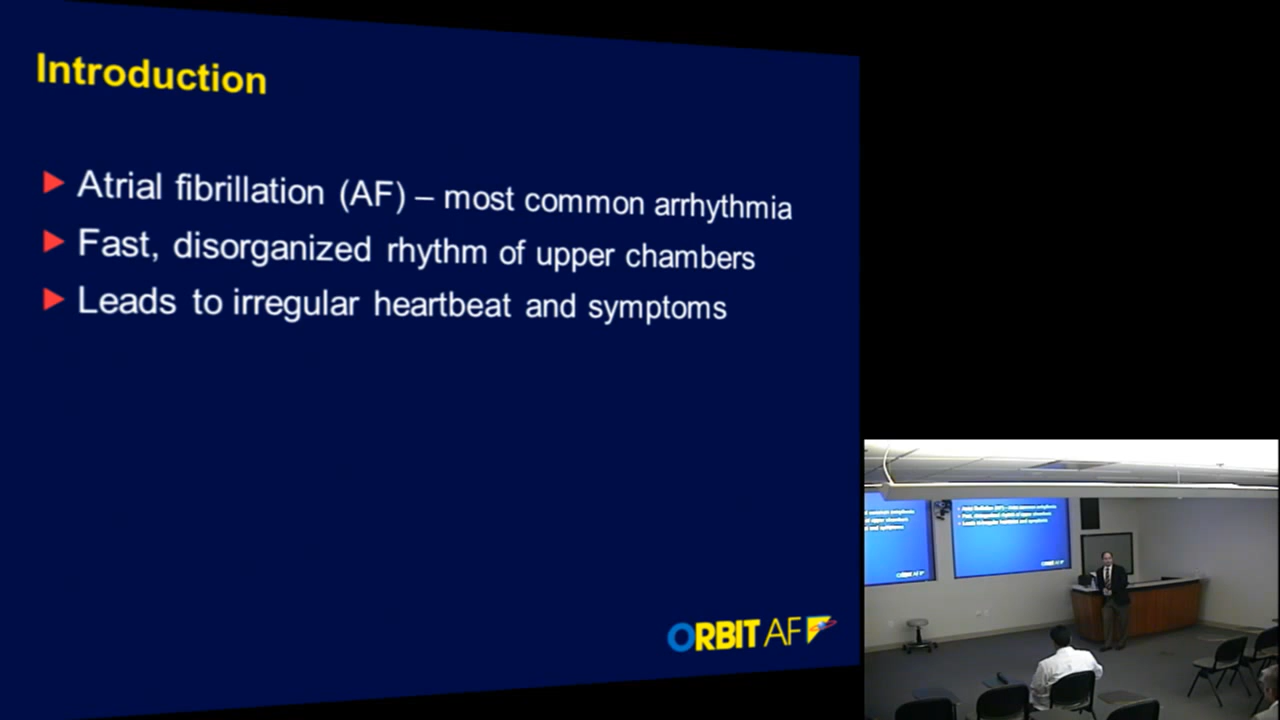 Introduction
Atrial fibrillation (AF) – most common arrhythmia
Fast, disorganized rhythm of upper chambers
Leads to irregular heartbeat and symptoms
ORBIT AF